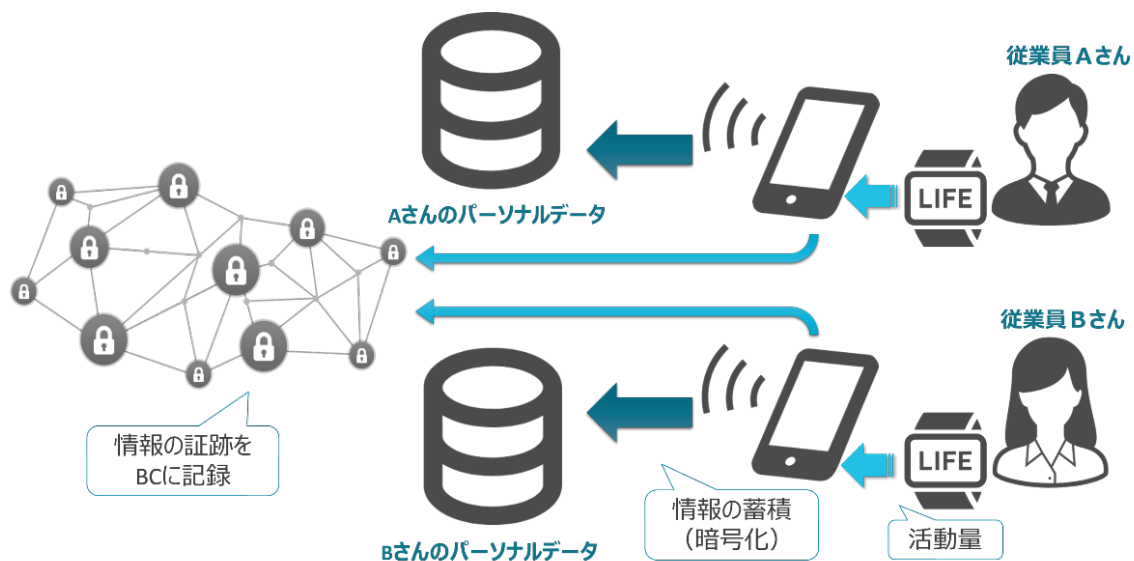 従業員Aさん
LIFE
Aさんのパーソナルデータ
従業員Bさん
LIFE
情報の証跡を
BCに記録
情報の蓄積
（暗号化）
活動量
Bさんのパーソナルデータ